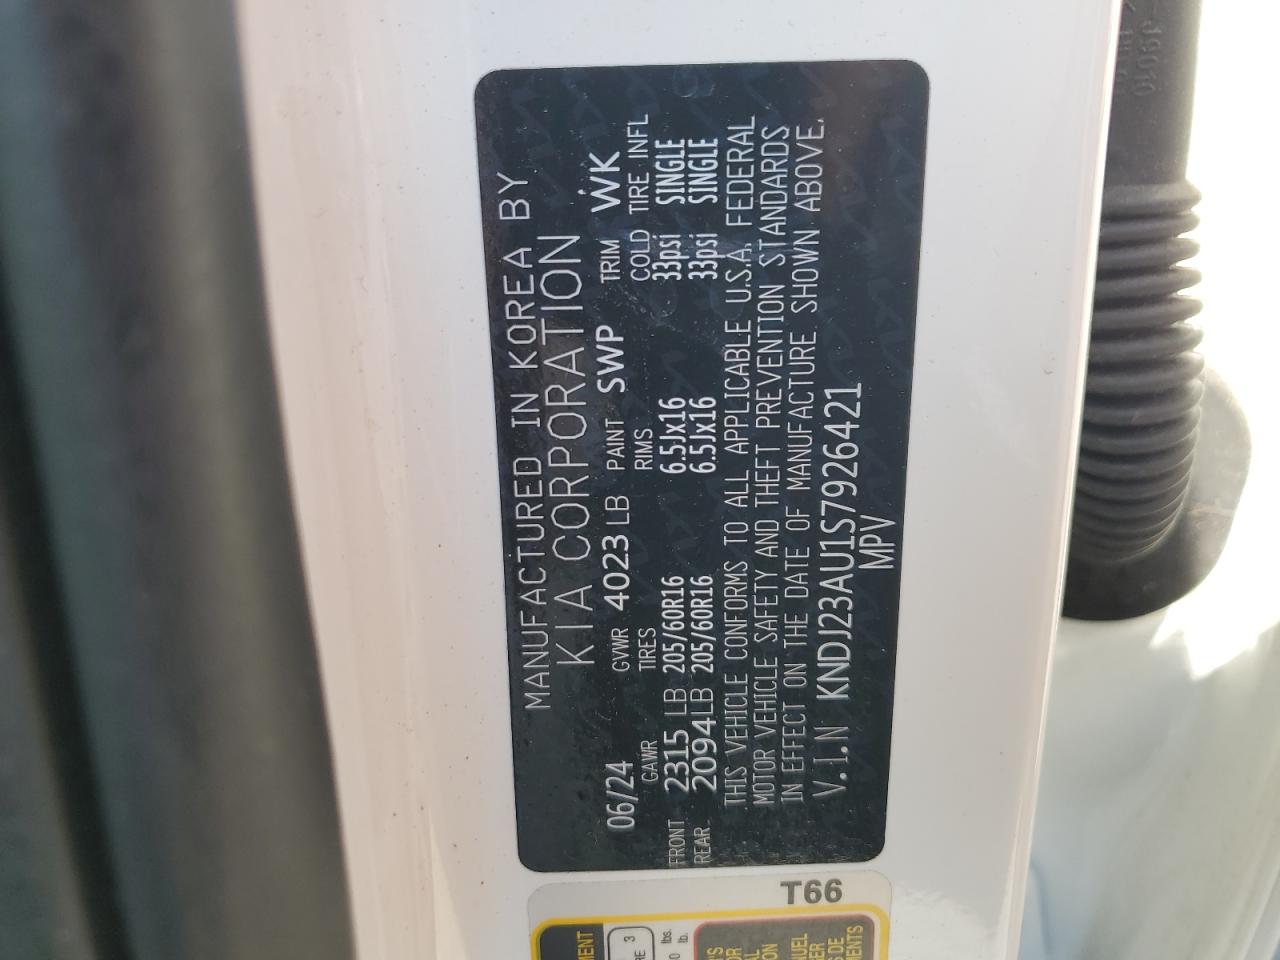 MANUFACTURED IN KOREA BY
KIA CORPORATION
06/24 GVWR 4023 LB PAINT SWP TRIM WK
GAWR TIRES RIMS COLD TIRE INFL
FRONT 2315 LB 205/60R16 6.5Jx16 33psi SINGLE
REAR 2094 LB 205/60R16 6.5Jx16 33psi SINGLE
THIS VEHICLE CONFORMS TO ALL APPLICABLE U.S.A. FEDERAL
MOTOR VEHICLE SAFETY AND THEFT PREVENTION STANDARDS
IN EFFECT ON THE DATE OF MANUFACTURE SHOWN ABOVE.
V.I.N KNDJ23AU1S7926421
MPV
T66